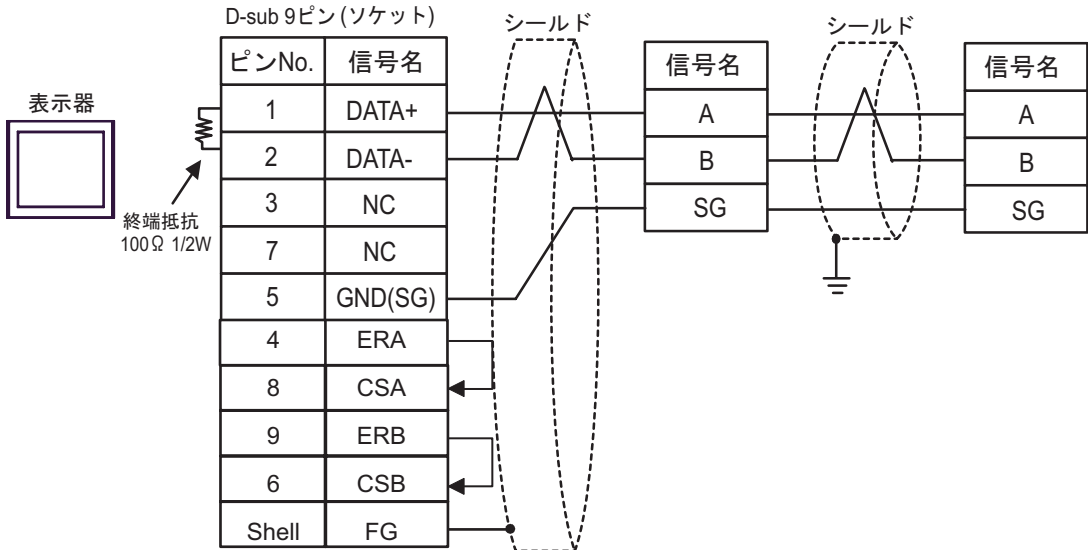 D-sub 9ピン (ソケット)
シールド
シールド
表示器
終端抵抗
100Ω 1/2W
ピンNo. 信号名
1 DATA+
2 DATA-
3 NC
7 NC
5 GND(SG)
4 ERA
8 CSA
9 ERB
6 CSB
Shell FG
信号名
A
B
SG
信号名
A
B
SG